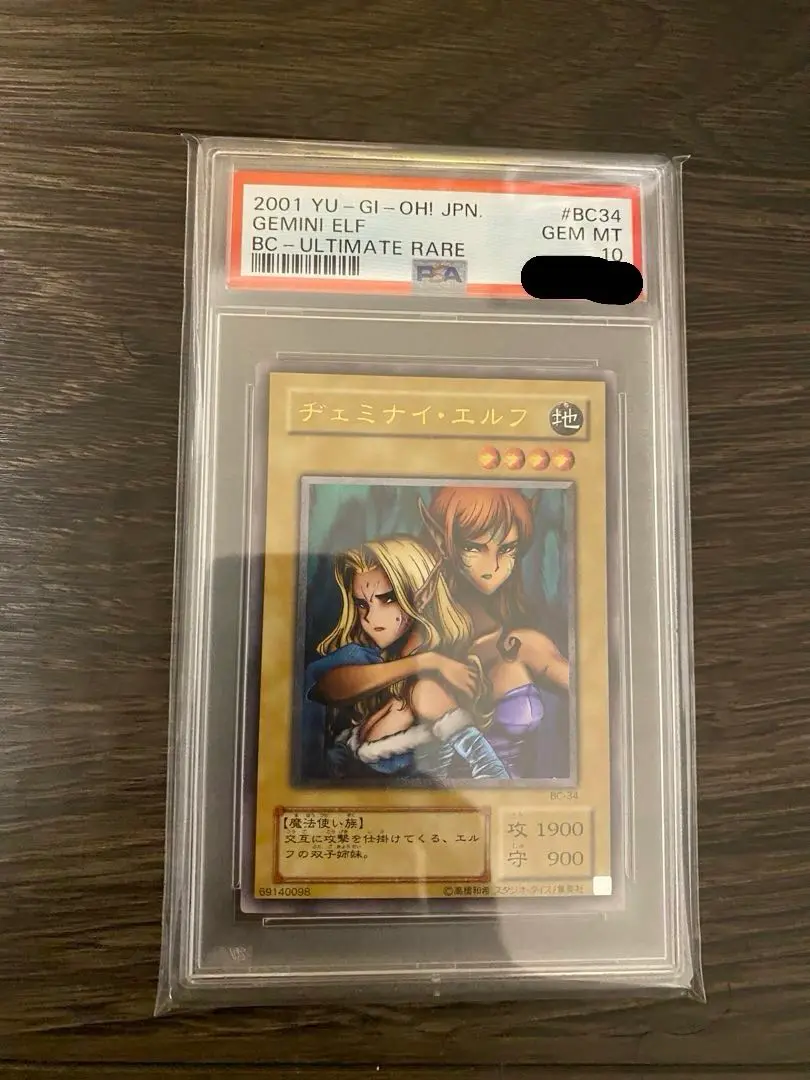 2001 YU-GI-OH! JPN. #BC34
GEMINI ELF GEM MT
BC-ULTIMATE RARE 10
PSA
ヂェミナイ・エルフ 地
BC-34
【魔法使い族】
交互に攻撃を仕掛けてくる、エル
フの双子姉妹。
攻 1900
守 900
69140098 ©高橋和希 スタジオ・ダイス/集英社